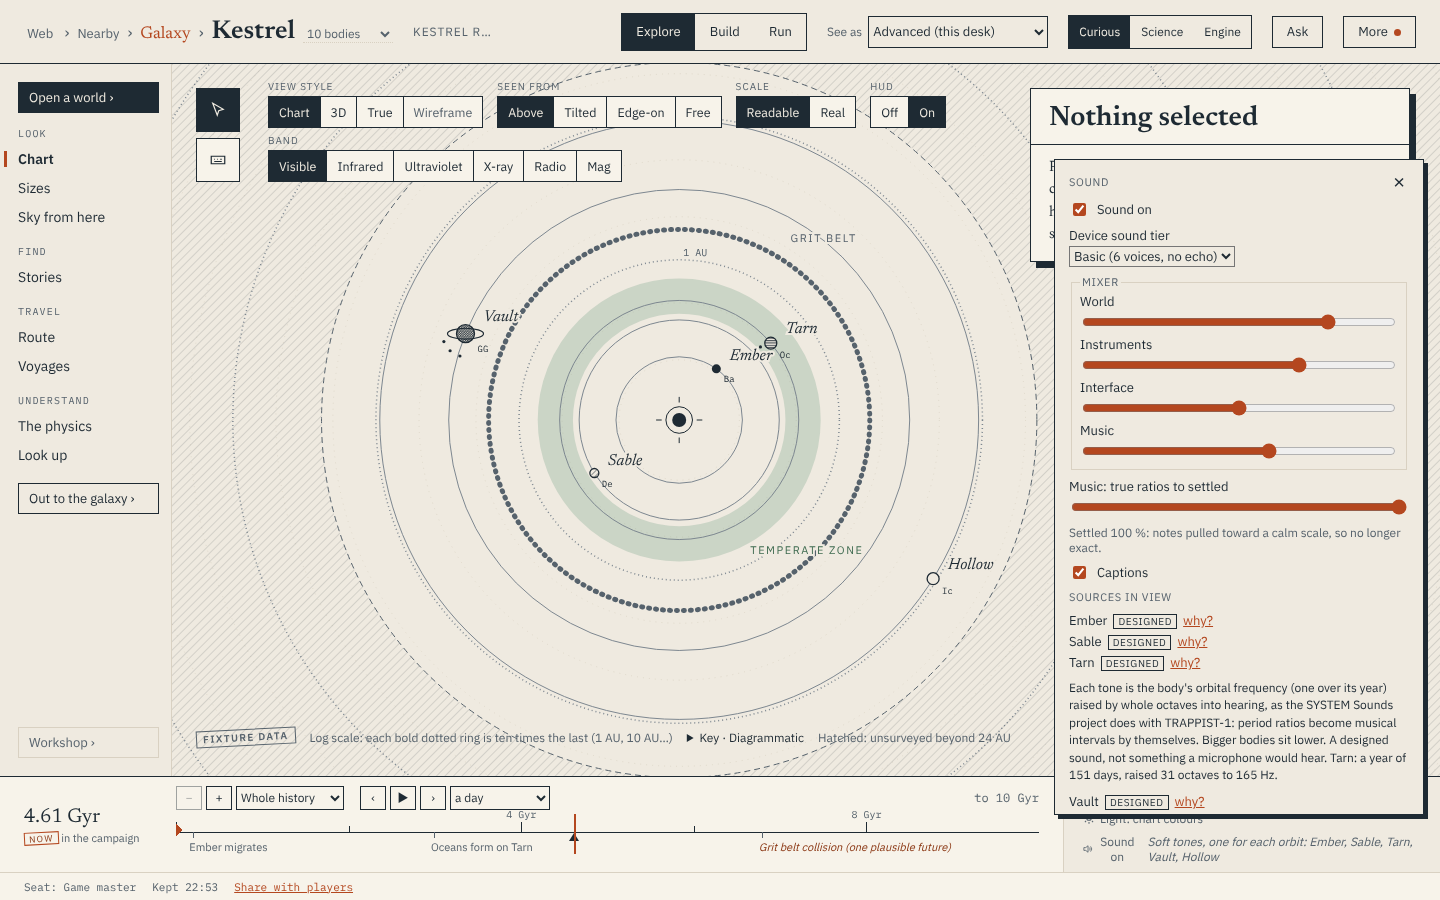 Web › Nearby › Galaxy › Kestrel 10 bodies KESTREL R...
Explore Build Run See as Advanced (this desk) Curious Science Engine Ask More
Open a world ›
LOOK
Chart
Sizes
Sky from here
FIND
Stories
TRAVEL
Route
Voyages
UNDERSTAND
The physics
Look up
Out to the galaxy ›
Workshop ›
VIEW STYLE SEEN FROM SCALE HUD
Chart 3D True Wireframe Above Tilted Edge-on Free Readable Real Off On
BAND
Visible Infrared Ultraviolet X-ray Radio Mag
GRIT BELT
1 AU
Vault
GG
Tarn
Oc
Ember
Ba
Sable
De
TEMPERATE ZONE
Hollow
Ic
FIXTURE DATA Log scale: each bold dotted ring is ten times the last (1 AU, 10 AU...) Key · Diagrammatic Hatched: unsurveyed beyond 24 AU
Nothing selected
SOUND ×
Sound on
Device sound tier
Basic (6 voices, no echo)
MIXER
World
Instruments
Interface
Music
Music: true ratios to settled
Settled 100 %: notes pulled toward a calm scale, so no longer
exact.
Captions
SOURCES IN VIEW
Ember DESIGNED why?
Sable DESIGNED why?
Tarn DESIGNED why?
Each tone is the body's orbital frequency (one over its year)
raised by whole octaves into hearing, as the SYSTEM Sounds
project does with TRAPPIST-1: period ratios become musical
intervals by themselves. Bigger bodies sit lower. A designed
sound, not something a microphone would hear. Tarn: a year of
151 days, raised 31 octaves to 165 Hz.
Vault DESIGNED why?
4.61 Gyr
NOW in the campaign
− + Whole history ‹ ▶ › a day to 10 Gyr
4 Gyr 8 Gyr
Ember migrates Oceans form on Tarn Grit belt collision (one plausible future)
Light: chart colours
Sound on
Soft tones, one for each orbit: Ember, Sable, Tarn,
Vault, Hollow
Seat: Game master Kept 22:53 Share with players